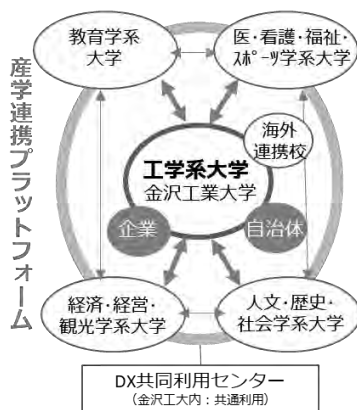 教育学系
大学
医・看護・福祉・
スポーツ学系大学
産学連携プラットフォーム
海外
連携校
工学系大学
金沢工業大学
企業
自治体
経済・経営・
観光学系大学
人文・歴史・
社会学系大学
DX共同利用センター
(金沢工大内:共通利用)